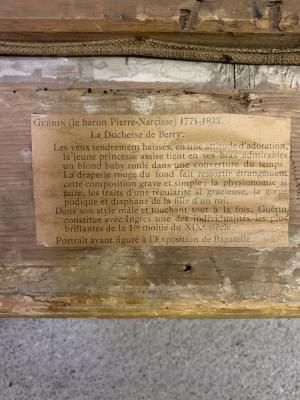 GUÉRIN (le baron Pierre-Narcisse) 1774-1833.
La Duchesse de Berry.
Les yeux tendrement baissés, en une attitude d'adoration,
la jeune princesse assise tient en ses bras admirables
un blond baby roulé dans une converture du temps.
La draperie rouge du fond fait ressortir étrangement
cette composition grave et simple : la physionomie si
pure, les traits d'une régularité si gracieuse, la gorge
pudique et diaphane de la fille d'un roi.
Dans son style mâle et touchant tout à la fois, Guérin
constitue avec Ingres une des individualités les plus
brillantes de la 1re moitié du XIXe siècle.
Portrait ayant figuré à l'Exposition de Bagatelle.